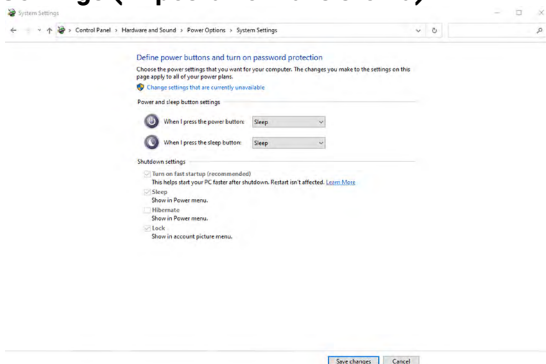 System Settings
Control Panel › Hardware and Sound › Power Options › System Settings
Define power buttons and turn on password protection
Choose the power settings that you want for your computer. The changes you make to the settings on this
page apply to all of your power plans.
Change settings that are currently unavailable
Power and sleep button settings
When I press the power button: Sleep
When I press the sleep button: Sleep
Shutdown settings
Turn on fast startup (recommended)
This helps start your PC faster after shutdown. Restart isn't affected. Learn More
Sleep
Show in Power menu.
Hibernate
Show in Power menu.
Lock
Show in account picture menu.
Save changes Cancel